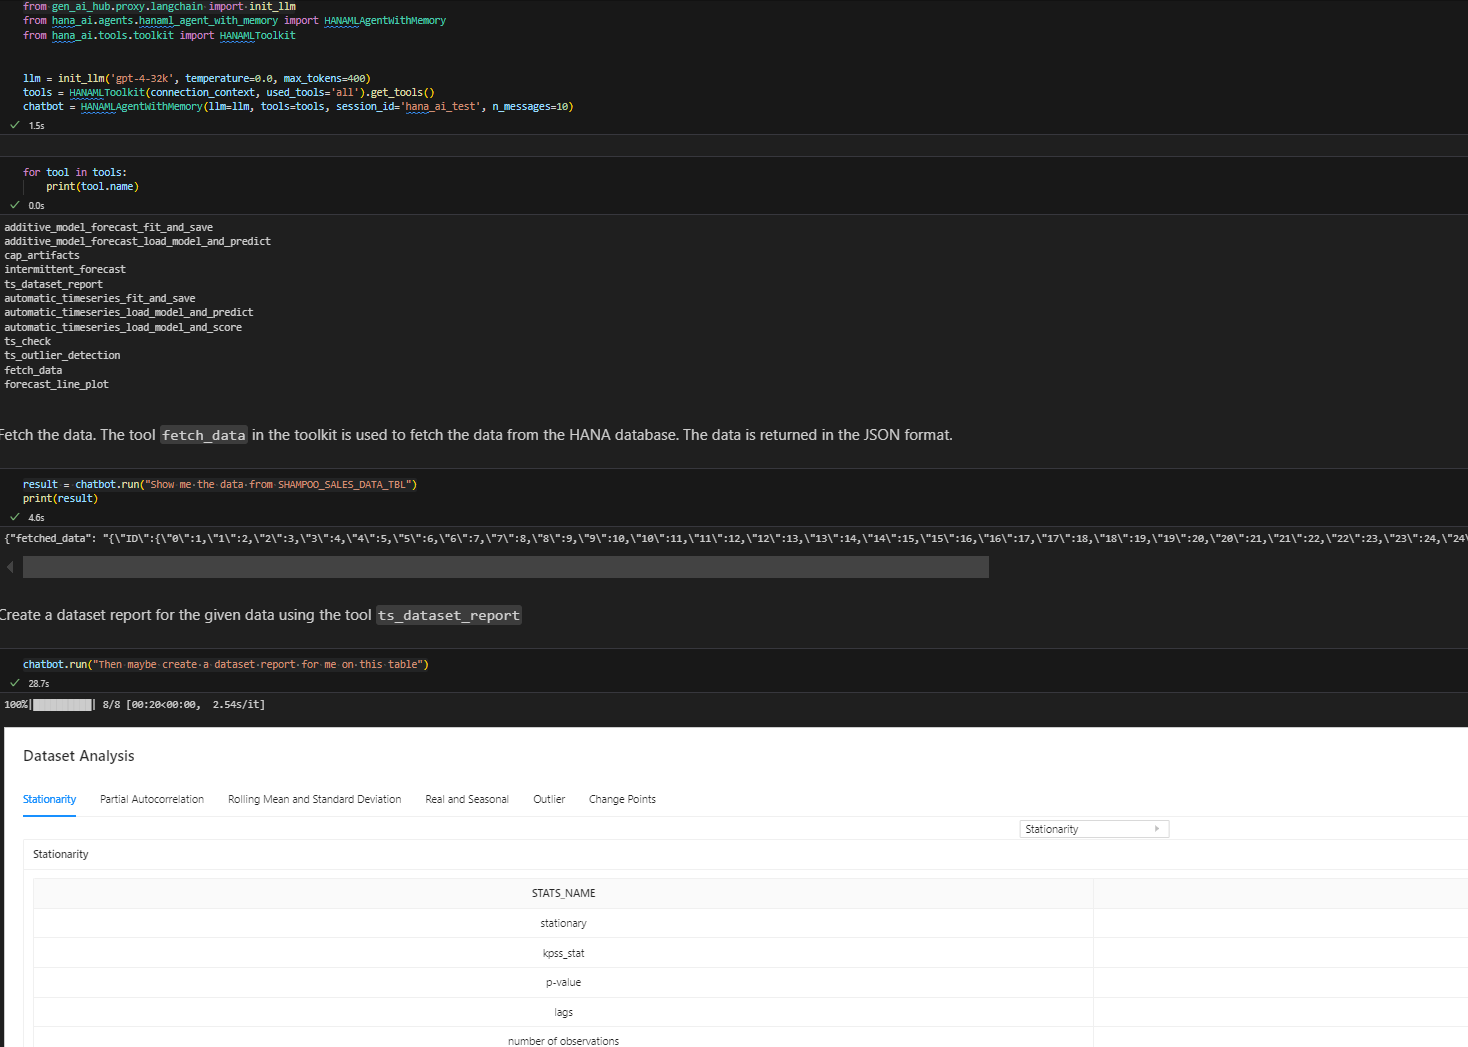 from gen_ai_hub.proxy.langchain import init_llm
from hana_ai.agents.hanaml_agent_with_memory import HANAMLAgentWithMemory
from hana_ai.tools.toolkit import HANAMLToolkit
llm = init_llm('gpt-4-32k', temperature=0.0, max_tokens=400)
tools = HANAMLToolkit(connection_context, used_tools='all').get_tools()
chatbot = HANAMLAgentWithMemory(llm=llm, tools=tools, session_id='hana_ai_test', n_messages=10)
1.5s
for tool in tools:
    print(tool.name)
0.0s
additive_model_forecast_fit_and_save
additive_model_forecast_load_model_and_predict
cap_artifacts
intermittent_forecast
ts_dataset_report
automatic_timeseries_fit_and_save
automatic_timeseries_load_model_and_predict
automatic_timeseries_load_model_and_score
ts_check
ts_outlier_detection
fetch_data
forecast_line_plot
Fetch the data. The tool fetch_data in the toolkit is used to fetch the data from the HANA database. The data is returned in the JSON format.
result = chatbot.run("Show me the data from SHAMPOO_SALES_DATA_TBL")
print(result)
4.6s
{"fetched_data": "{\"ID\":{\"0\":1,\"1\":2,\"2\":3,\"3\":4,\"4\":5,\"5\":6,\"6\":7,\"7\":8,\"8\":9,\"9\":10,\"10\":11,\"11\":12,\"12\":13,\"13\":14,\"14\":15,\"15\":16,\"16\":17,\"17\":18,\"18\":19,\"19\":20,\"20\":21,\"21\":22,\"22\":23,\"23\":24,\"24\
Create a dataset report for the given data using the tool ts_dataset_report
chatbot.run("Then maybe create a dataset report for me on this table")
28.7s
100%|██████████| 8/8 [00:20<00:00,  2.54s/it]
Dataset Analysis
Stationarity Partial Autocorrelation Rolling Mean and Standard Deviation Real and Seasonal Outlier Change Points
Stationarity
Stationarity
STATS_NAME
stationary
kpss_stat
p-value
lags
number of observations